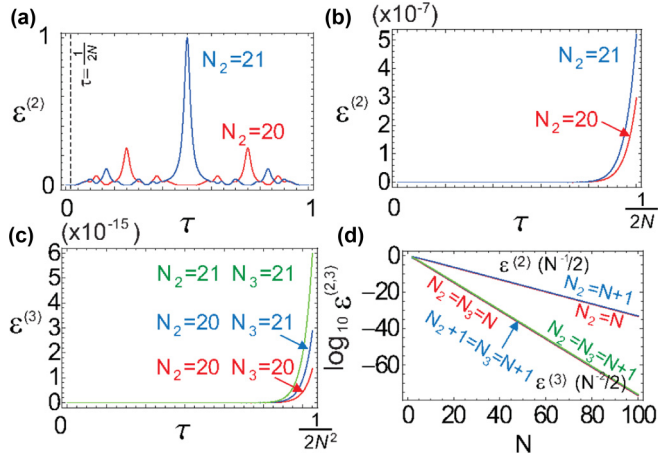 (a)
1
ε(2)
0
τ=1/2N
N2=21
N2=20
0
τ
1
(b)
(x10-7)
5
4
3
2
1
0
ε(2)
N2=21
N2=20
0
τ
1/2N
(c)
(x10-15)
6
5
4
3
2
1
0
ε(3)
N2=21 N3=21
N2=20 N3=21
N2=20 N3=20
0
τ
1/2N2
(d)
0
−20
−40
−60
log10 ε(2,3)
ε(2) (N-1/2)
N2=N+1
N2=N
N2=N3=N
N2+1=N3=N+1
N2=N3=N+1
ε(3) (N-2/2)
0 20 40 60 80 100
N